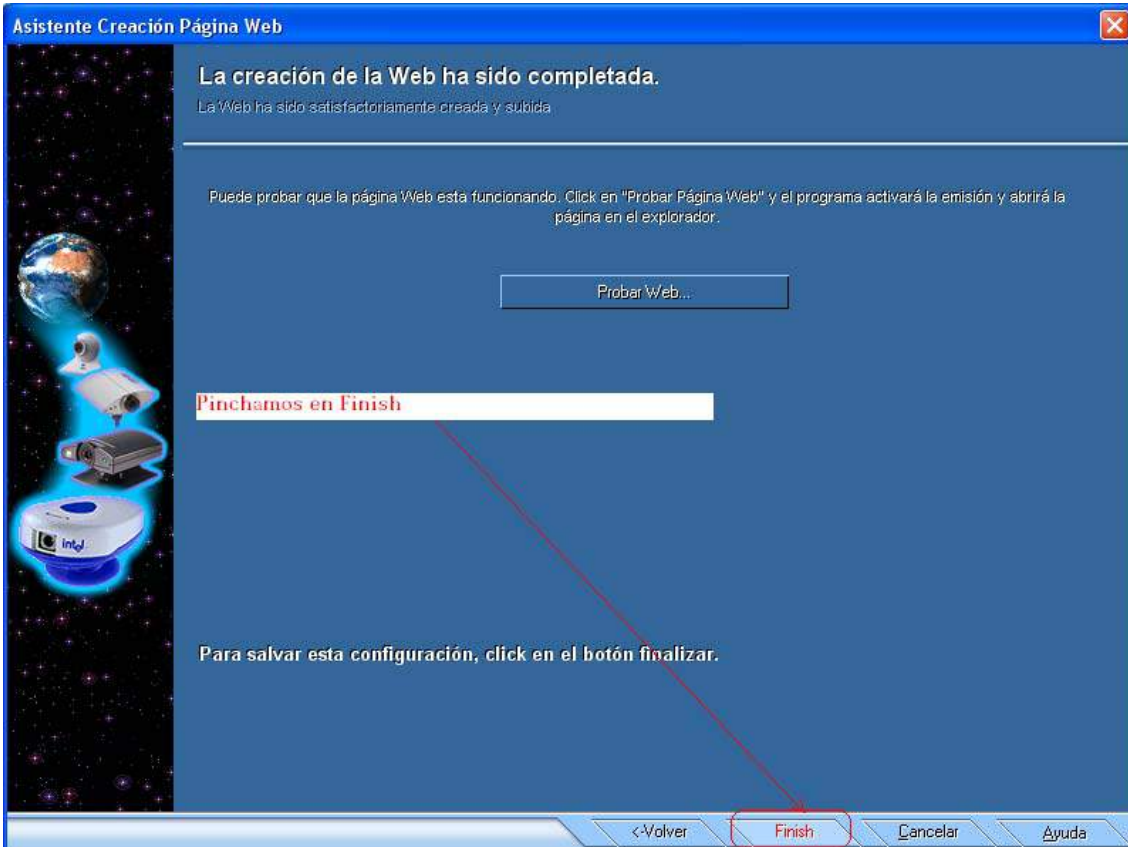 Asistente Creación Página Web
La creación de la Web ha sido completada.
La Web ha sido satisfactoriamente creada y subida
Puede probar que la página Web esta funcionando. Click en "Probar Página Web" y el programa activará la emisión y abrirá la
página en el explorador.
Probar Web...
Pinchamos en Finish
intel
Para salvar esta configuración, click en el botón finalizar.
<-Volver
Finish
Cancelar
Ayuda